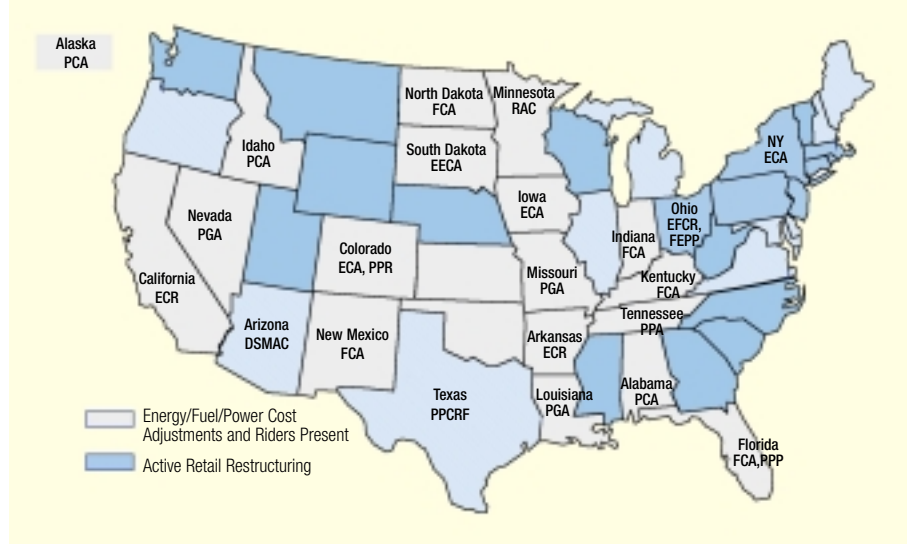 Alaska
PCA
North Dakota
FCA
Minnesota
RAC
NY
ECA
Idaho
PCA
South Dakota
EECA
Iowa
ECA
Ohio
EFCR,
FEPP
Nevada
PGA
Colorado
ECA, PPR
Indiana
FCA
California
ECR
Missouri
PGA
Kentucky
FCA
Arizona
DSMAC
New Mexico
FCA
Tennessee
PPA
Arkansas
ECR
Texas
PPCRF
Louisiana
PGA
Alabama
PCA
Florida
FCA,PPP
Energy/Fuel/Power Cost
Adjustments and Riders Present
Active Retail Restructuring